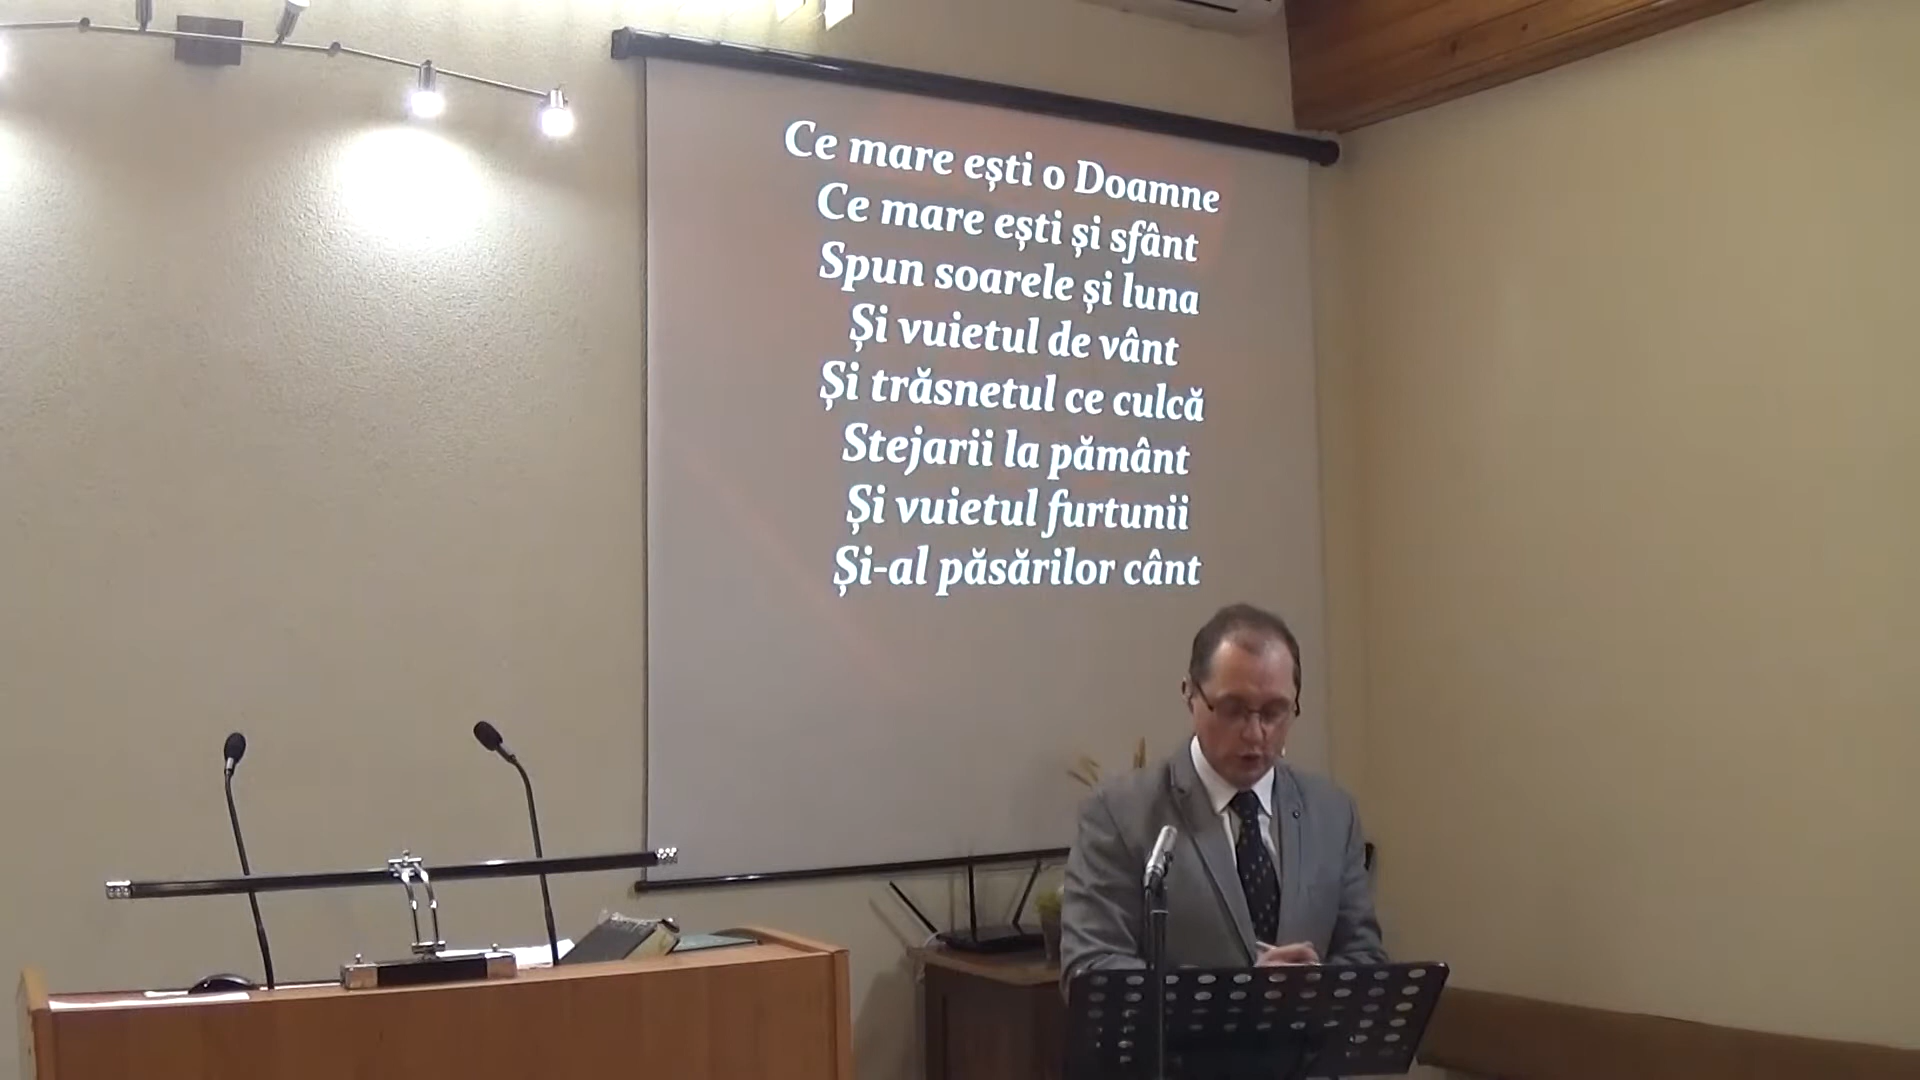 Ce mare ești o Doamne
Ce mare ești și sfânt
Spun soarele și luna
Și vuietul de vânt
Și trăsnetul ce culcă
Stejarii la pământ
Și vuietul furtunii
Și-al păsărilor cânt